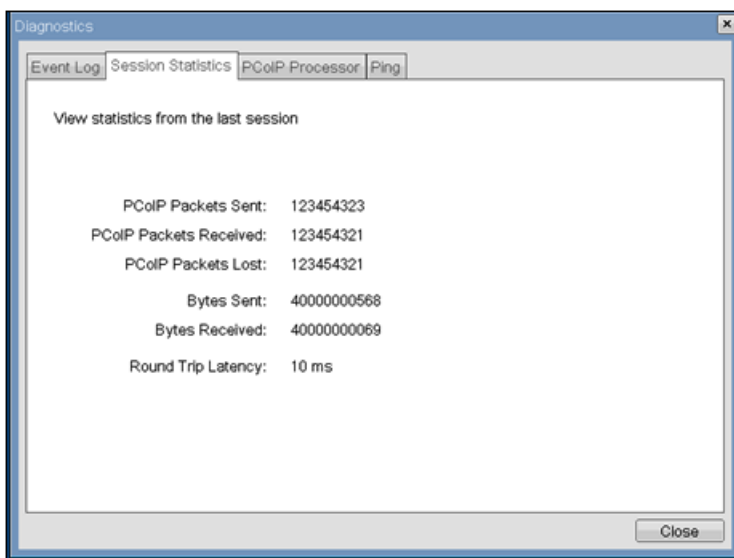 Diagnostics
Event Log Session Statistics PCoIP Processor Ping
View statistics from the last session
PCoIP Packets Sent: 123454323
PCoIP Packets Received: 123454321
PCoIP Packets Lost: 123454321
Bytes Sent: 40000000568
Bytes Received: 40000000069
Round Trip Latency: 10 ms
Close